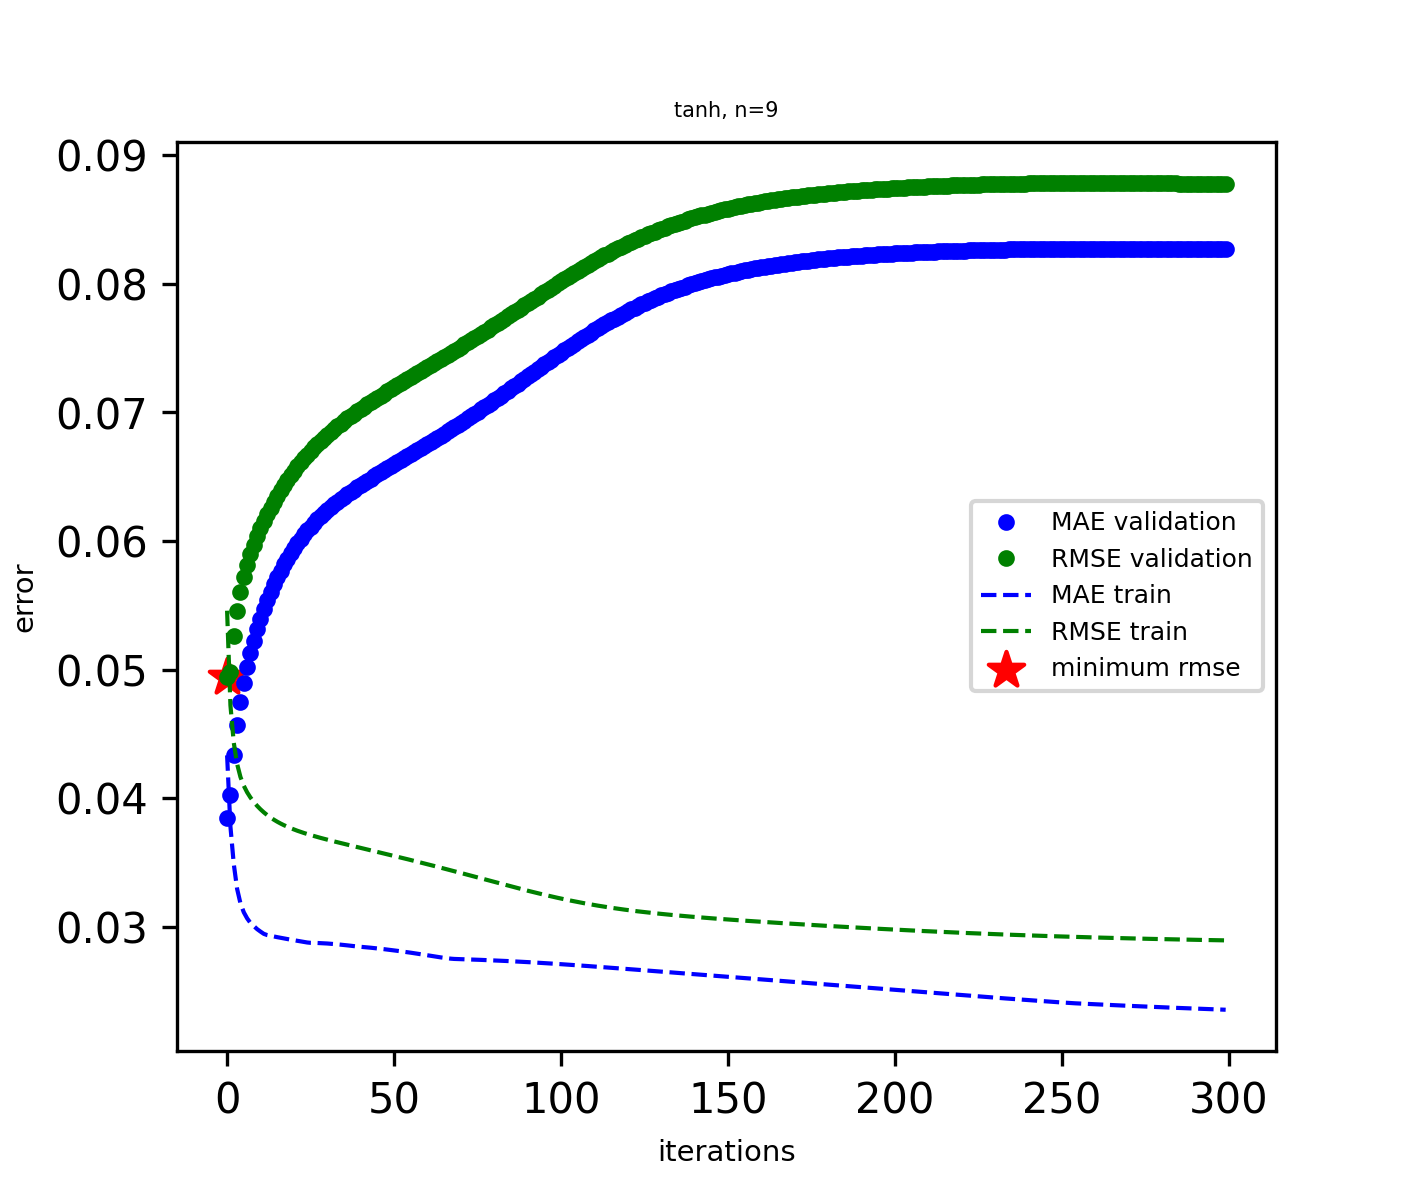 tanh, n=9
0.09
0.08
0.07
0.06
0.05
0.04
0.03
error
MAE validation
RMSE validation
MAE train
RMSE train
minimum rmse
0 50 100 150 200 250 300
iterations